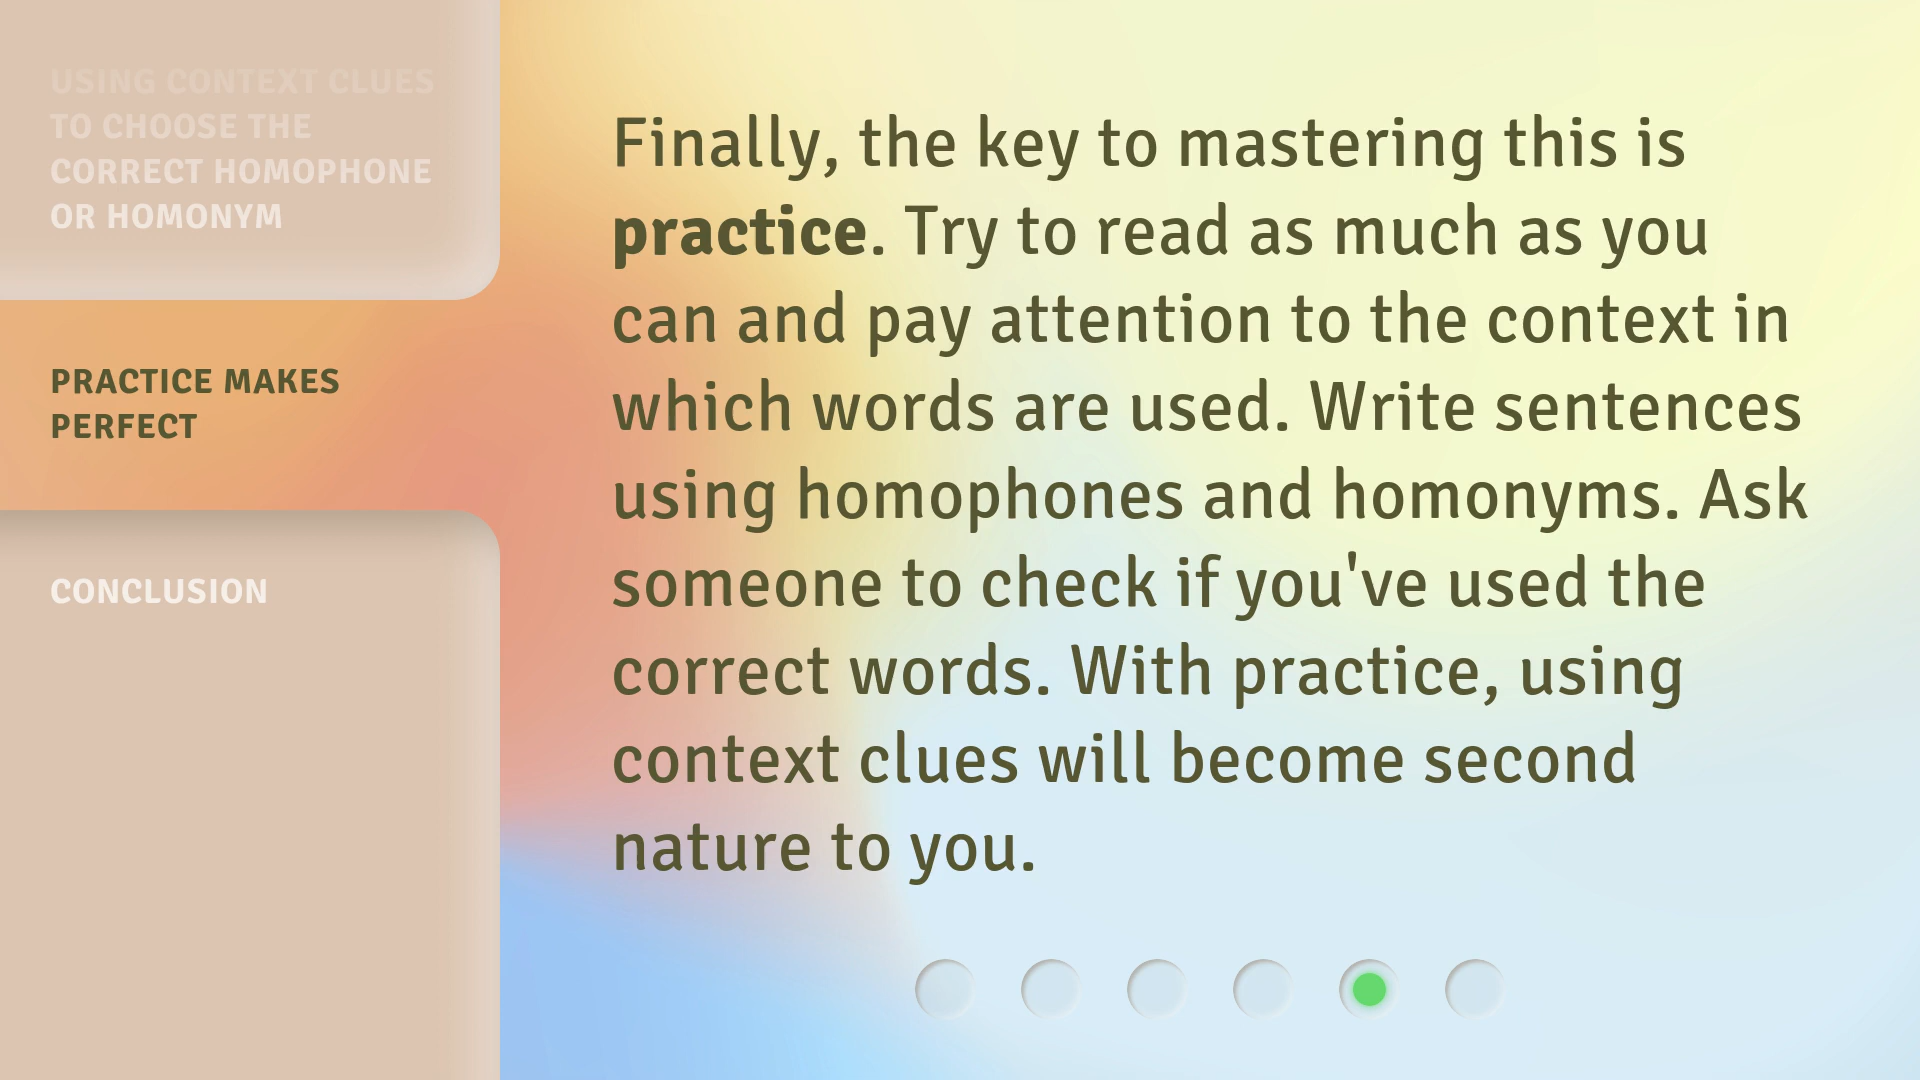 USING CONTEXT CLUES
TO CHOOSE THE
CORRECT HOMOPHONE
OR HOMONYM
PRACTICE MAKES
PERFECT
CONCLUSION
Finally, the key to mastering this is
practice. Try to read as much as you
can and pay attention to the context in
which words are used. Write sentences
using homophones and homonyms. Ask
someone to check if you've used the
correct words. With practice, using
context clues will become second
nature to you.